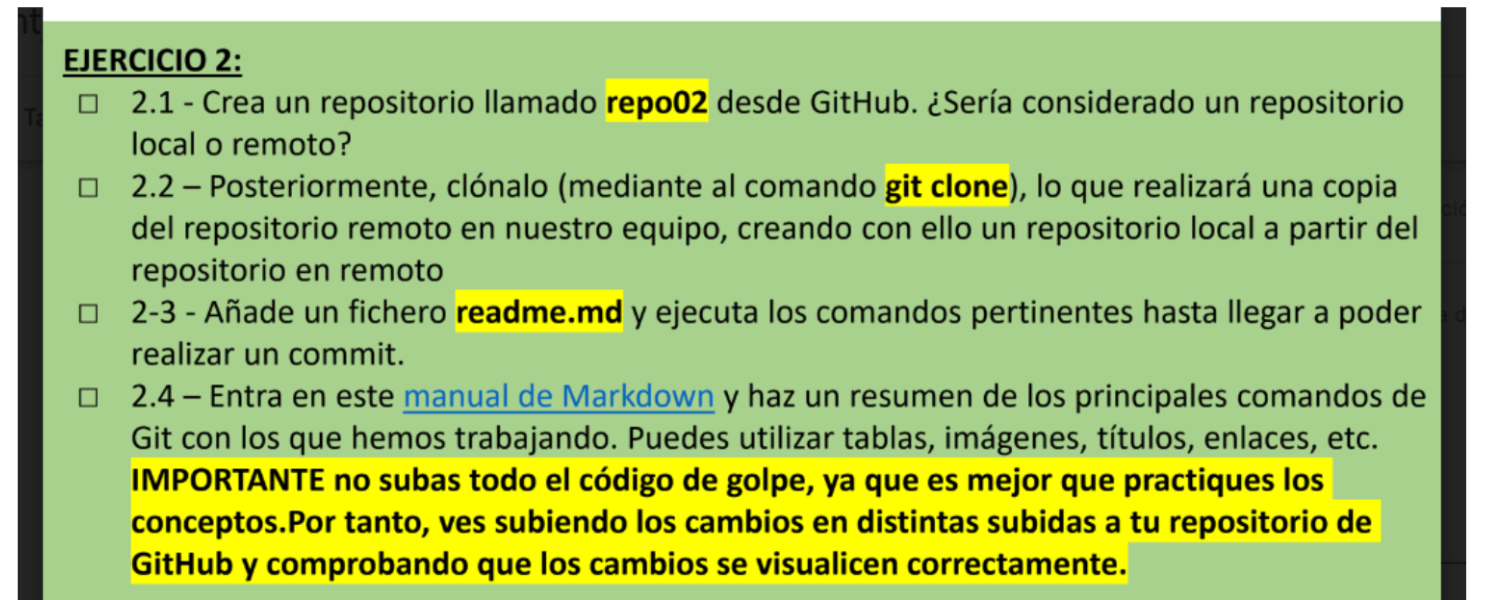 EJERCICIO 2:
□ 2.1 - Crea un repositorio llamado repo02 desde GitHub. ¿Sería considerado un repositorio
local o remoto?
□ 2.2 – Posteriormente, clónalo (mediante al comando git clone), lo que realizará una copia
del repositorio remoto en nuestro equipo, creando con ello un repositorio local a partir del
repositorio en remoto
□ 2-3 - Añade un fichero readme.md y ejecuta los comandos pertinentes hasta llegar a poder
realizar un commit.
□ 2.4 – Entra en este manual de Markdown y haz un resumen de los principales comandos de
Git con los que hemos trabajando. Puedes utilizar tablas, imágenes, títulos, enlaces, etc.
IMPORTANTE no subas todo el código de golpe, ya que es mejor que practiques los
conceptos.Por tanto, ves subiendo los cambios en distintas subidas a tu repositorio de
GitHub y comprobando que los cambios se visualicen correctamente.